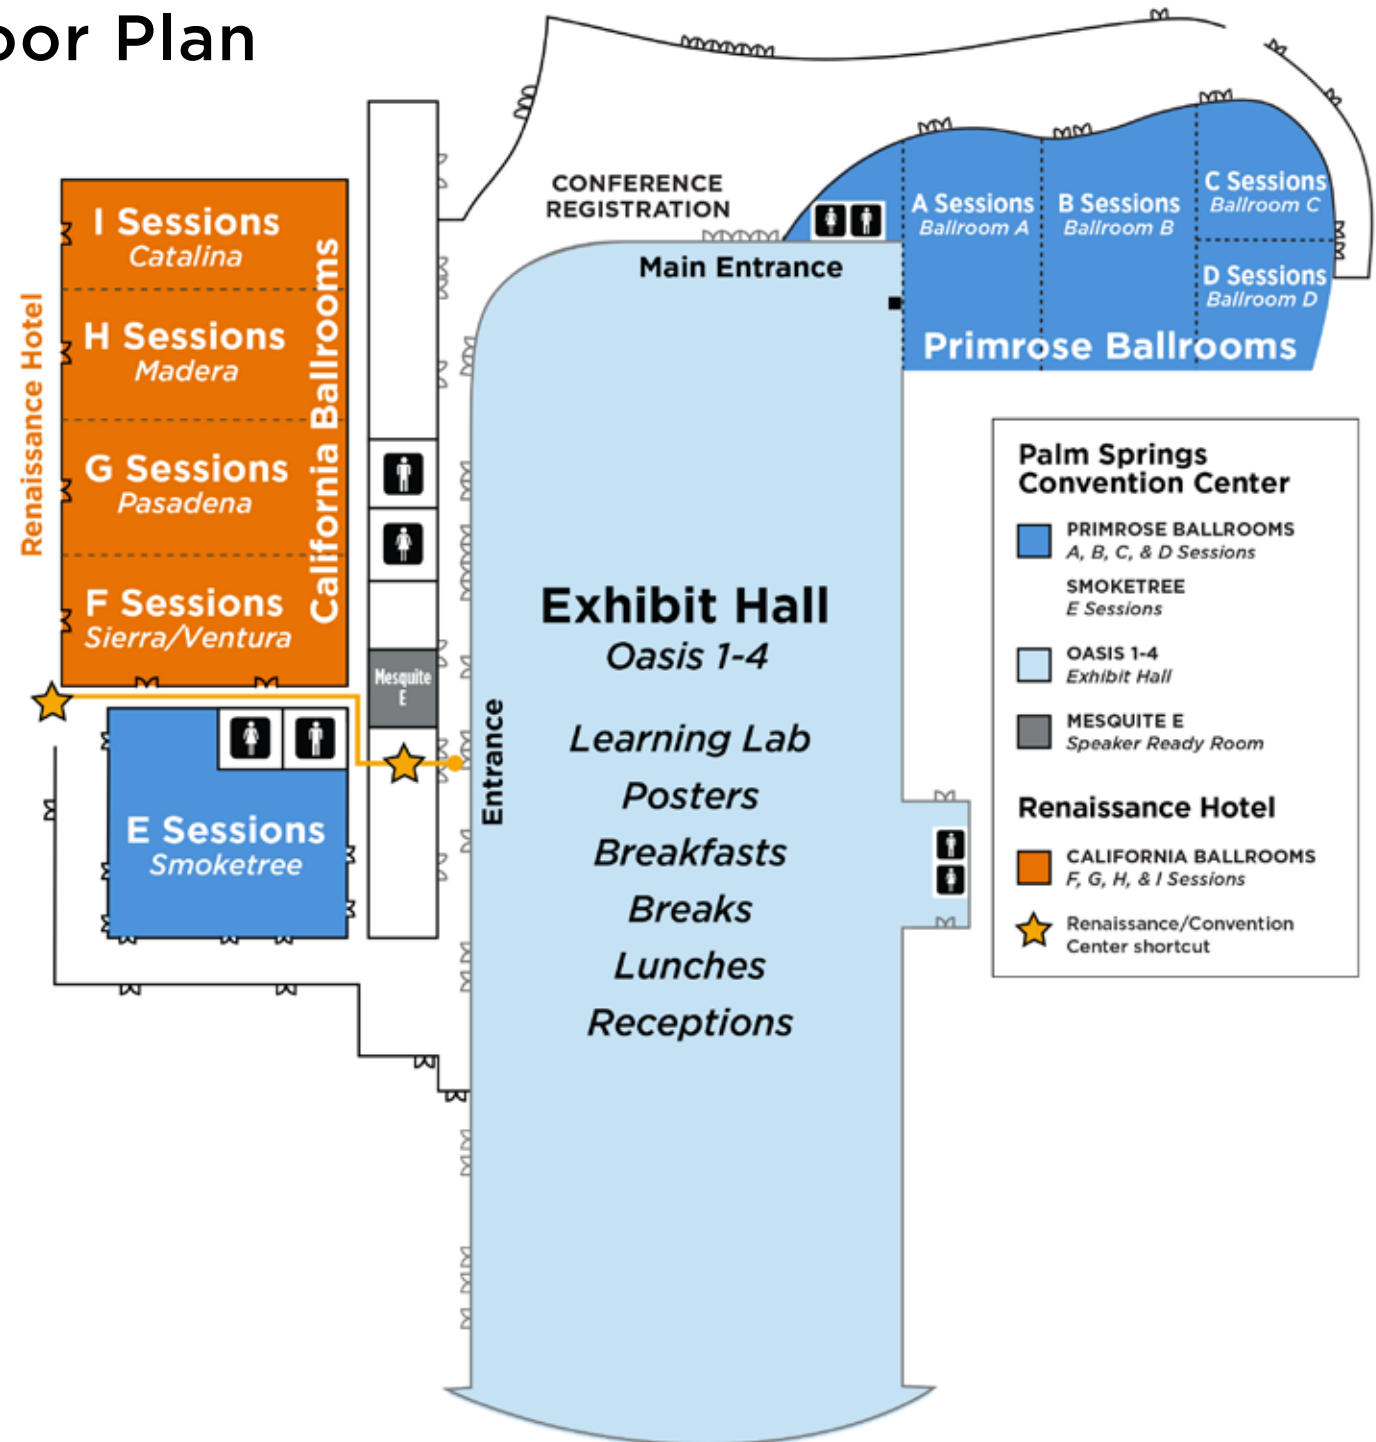 oor Plan
CONFERENCE
REGISTRATION
Main Entrance
A Sessions
Ballroom A
B Sessions
Ballroom B
C Sessions
Ballroom C
D Sessions
Ballroom D
Primrose Ballrooms
Renaissance Hotel
I Sessions
Catalina
H Sessions
Madera
G Sessions
Pasadena
F Sessions
Sierra/Ventura
California Ballrooms
Mesquite
E
E Sessions
Smoketree
Entrance
Exhibit Hall
Oasis 1-4
Learning Lab
Posters
Breakfasts
Breaks
Lunches
Receptions
Palm Springs
Convention Center
PRIMROSE BALLROOMS
A, B, C, & D Sessions
SMOKETREE
E Sessions
OASIS 1-4
Exhibit Hall
MESQUITE E
Speaker Ready Room
Renaissance Hotel
CALIFORNIA BALLROOMS
F, G, H, & I Sessions
Renaissance/Convention
Center shortcut